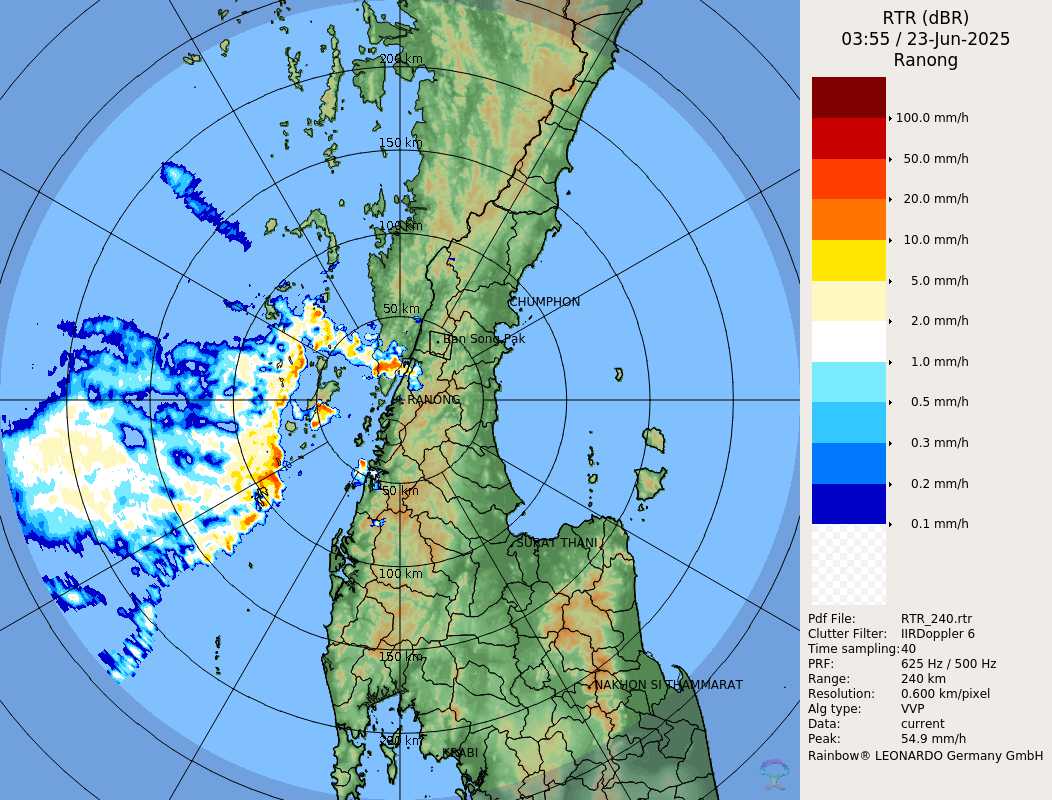 RTR (dBR)
03:55 / 23-Jun-2025
Ranong
100.0 mm/h
50.0 mm/h
20.0 mm/h
10.0 mm/h
5.0 mm/h
2.0 mm/h
1.0 mm/h
0.5 mm/h
0.3 mm/h
0.2 mm/h
0.1 mm/h
Pdf File: RTR_240.rtr
Clutter Filter: IIRDoppler 6
Time sampling: 40
PRF: 625 Hz / 500 Hz
Range: 240 km
Resolution: 0.600 km/pixel
Alg type: VVP
Data: current
Peak: 54.9 mm/h
Rainbow® LEONARDO Germany GmbH
200 km
150 km
100 km
50 km
CHUMPHON
Ban Song Pak
RANONG
50 km
SURAT THANI
100 km
150 km
NAKHON SI THAMMARAT
200 km
KRABI